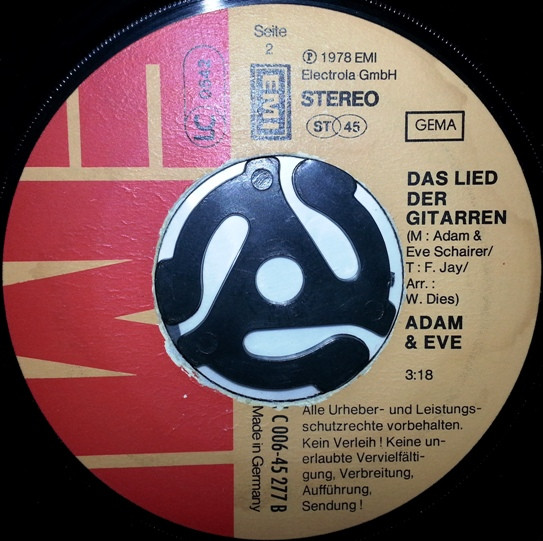 Seite
2
EMI
℗ 1978 EMI
Electrola GmbH
STEREO
ST 45
GEMA
DAS LIED
DER
GITARREN
(M : Adam &
Eve Schairer/
T : F. Jay/
Arr. :
W. Dies)
ADAM
& EVE
3:18
Alle Urheber- und Leistungs-
schutzrechte vorbehalten.
Kein Verleih ! Keine un-
erlaubte Vervielfälti-
gung, Verbreitung,
Aufführung,
Sendung !
C 006-45 277 B
Made in Germany
LC 0542
EMI